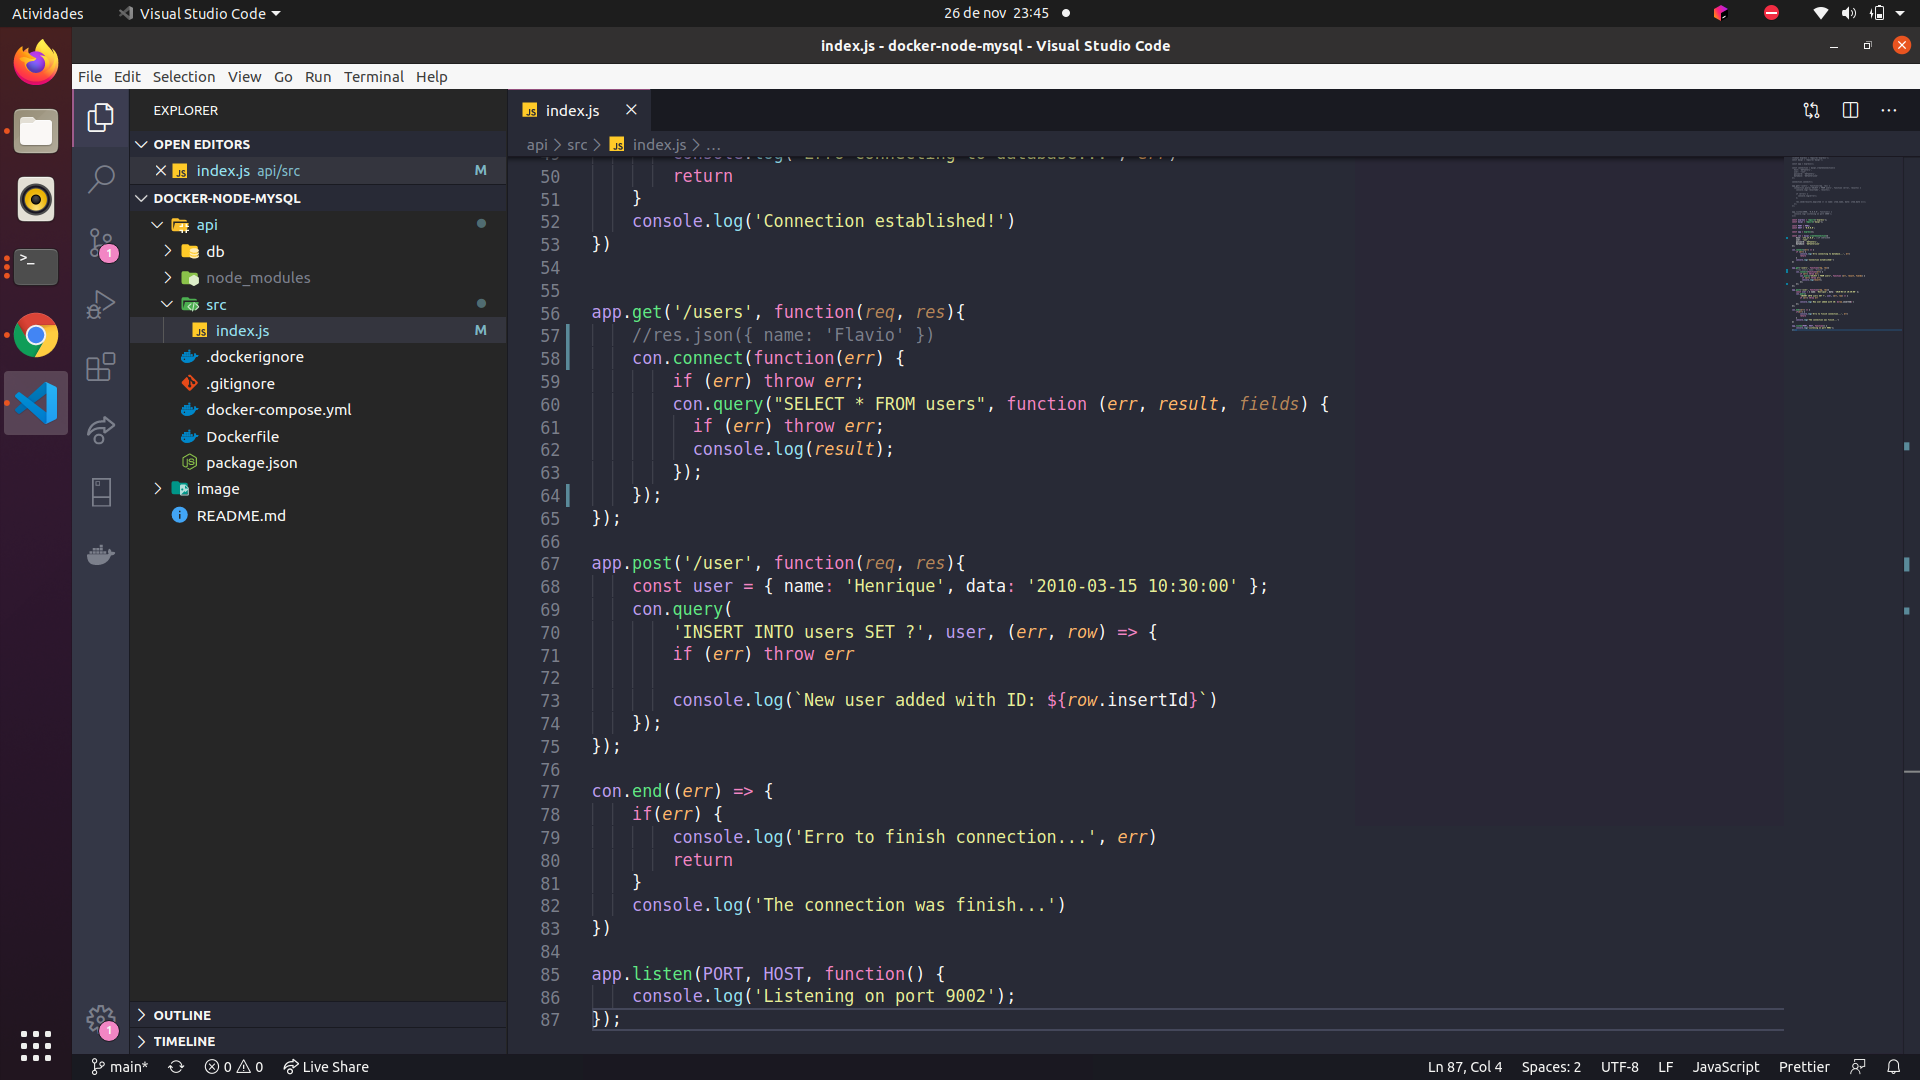 Atividades
Visual Studio Code
26 de nov 23:45
index.js - docker-node-mysql - Visual Studio Code
File Edit Selection View Go Run Terminal Help
EXPLORER
OPEN EDITORS
JS index.js api/src M
DOCKER-NODE-MYSQL
api
db
node_modules
src
JS index.js M
.dockerignore
.gitignore
docker-compose.yml
Dockerfile
package.json
image
README.md
OUTLINE
TIMELINE
1
1
JS index.js
api > src > JS index.js > ...
50 return
51 }
52 console.log('Connection established!')
53 })
54
55
56 app.get('/users', function(req, res){
57 //res.json({ name: 'Flavio' })
58 con.connect(function(err) {
59 if (err) throw err;
60 con.query("SELECT * FROM users", function (err, result, fields) {
61 if (err) throw err;
62 console.log(result);
63 });
64 });
65 });
66
67 app.post('/user', function(req, res){
68 const user = { name: 'Henrique', data: '2010-03-15 10:30:00' };
69 con.query(
70 'INSERT INTO users SET ?', user, (err, row) => {
71 if (err) throw err
72
73 console.log(`New user added with ID: ${row.insertId}`)
74 });
75 });
76
77 con.end((err) => {
78 if(err) {
79 console.log('Erro to finish connection...', err)
80 return
81 }
82 console.log('The connection was finish...')
83 })
84
85 app.listen(PORT, HOST, function() {
86 console.log('Listening on port 9002');
87 });
main* 0 0 Live Share
Ln 87, Col 4 Spaces: 2 UTF-8 LF JavaScript Prettier